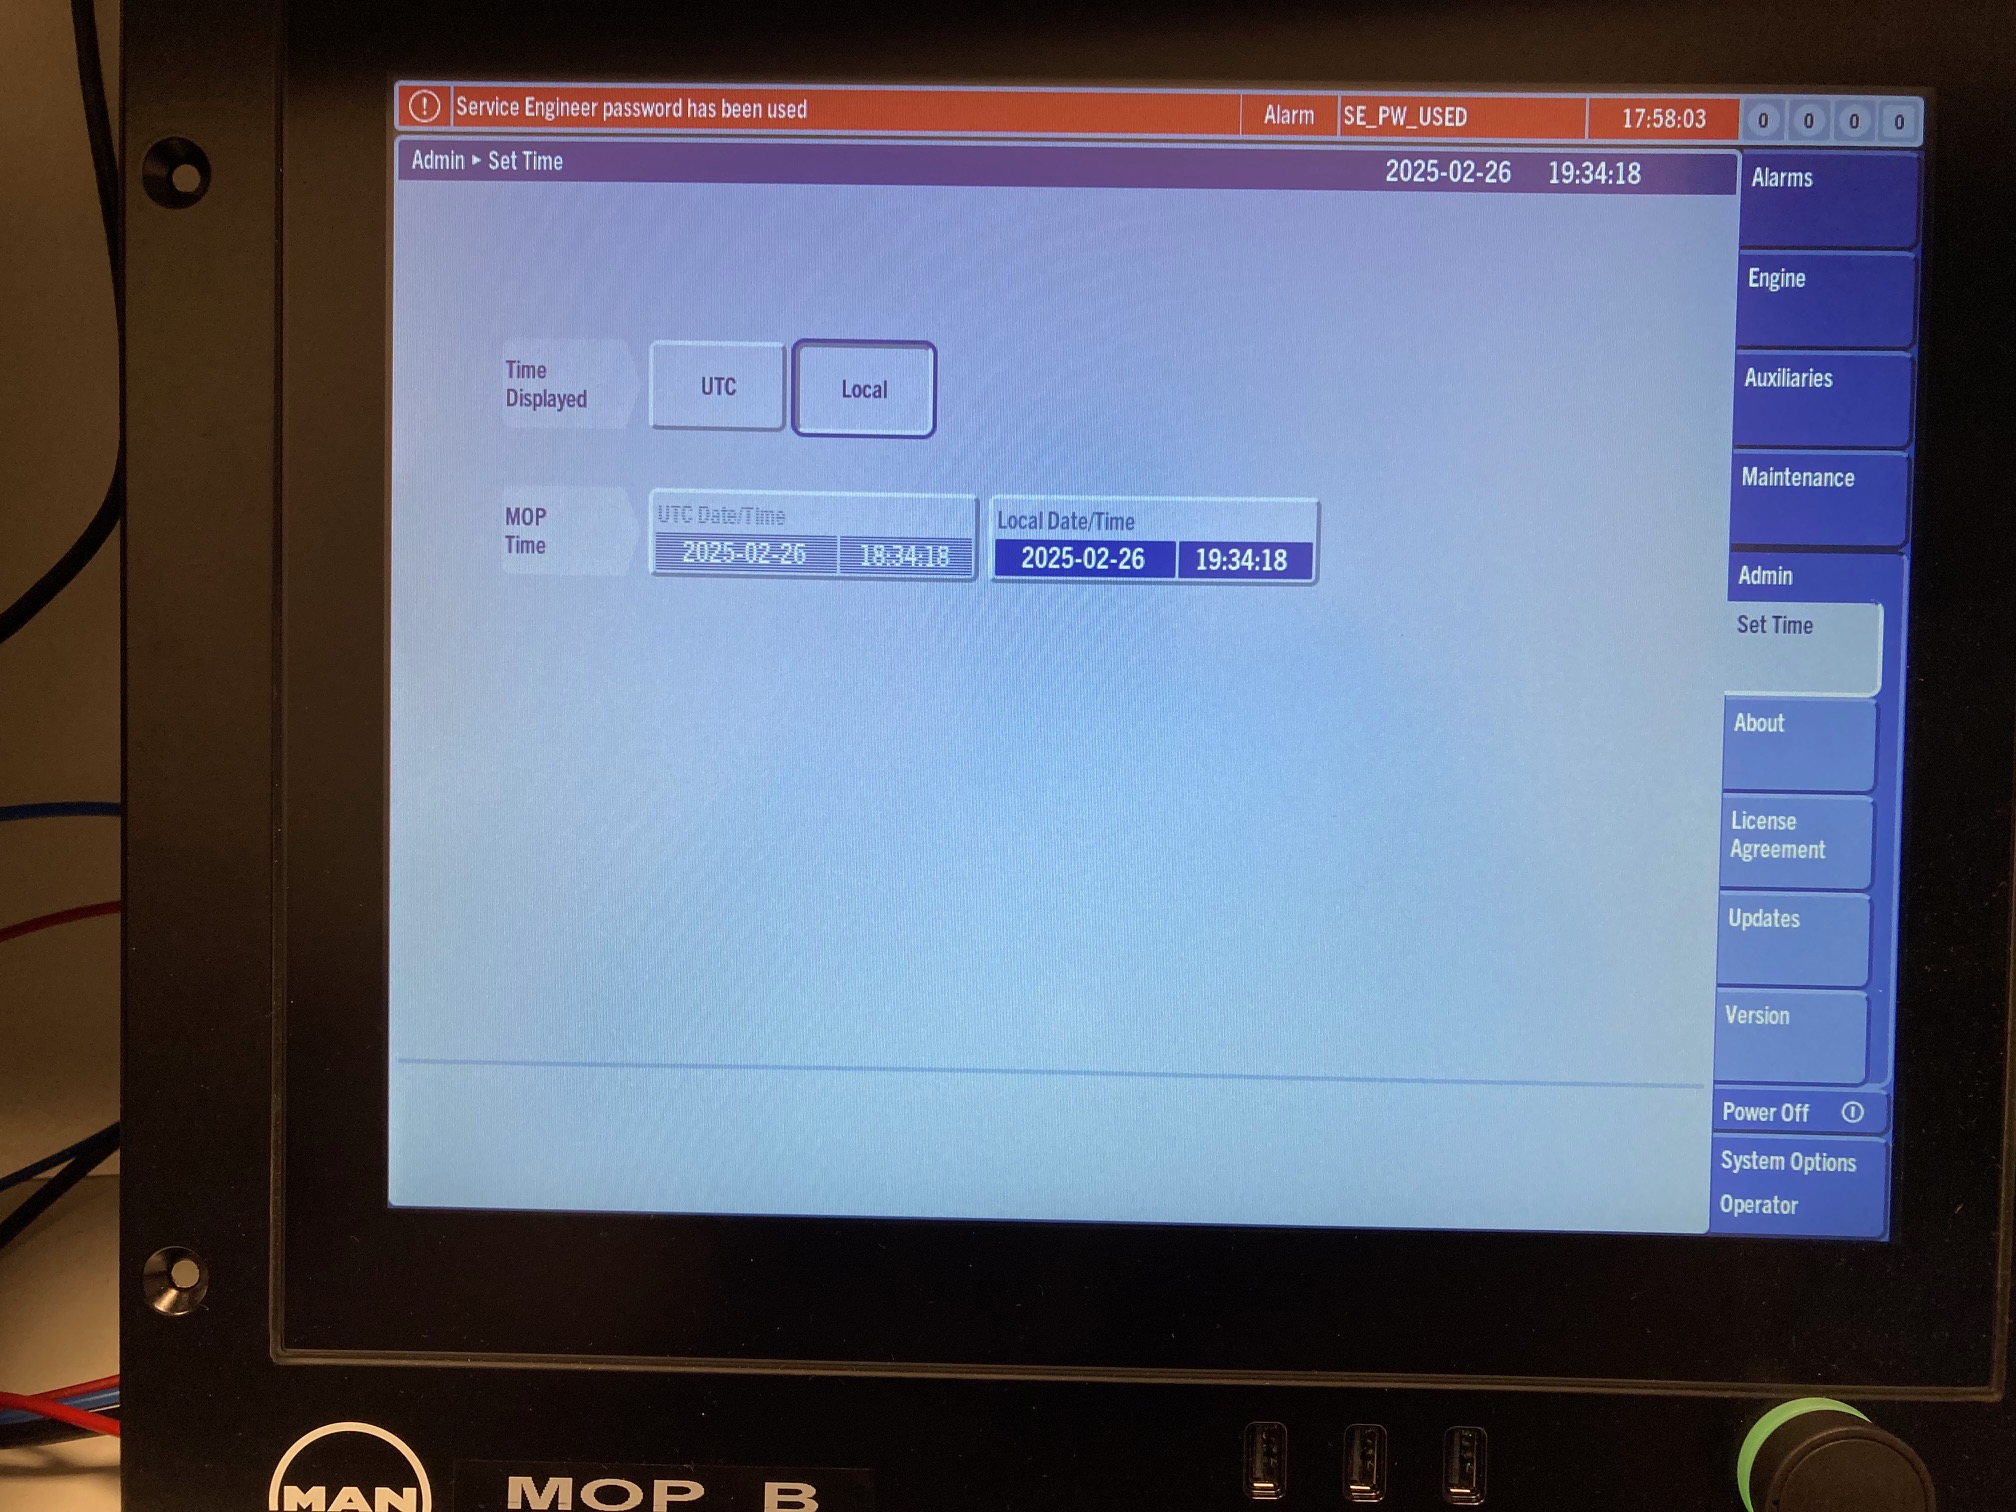 Service Engineer password has been used Alarm SE_PW_USED 17:58:03 0 0 0 0
Admin ▸ Set Time 2025-02-26 19:34:18
Time
Displayed
UTC
Local
MOP
Time
UTC Date/Time
2025-02-26 18:34:18
Local Date/Time
2025-02-26 19:34:18
Alarms
Engine
Auxiliaries
Maintenance
Admin
Set Time
About
License
Agreement
Updates
Version
Power Off
System Options
Operator
MAN
MOP B